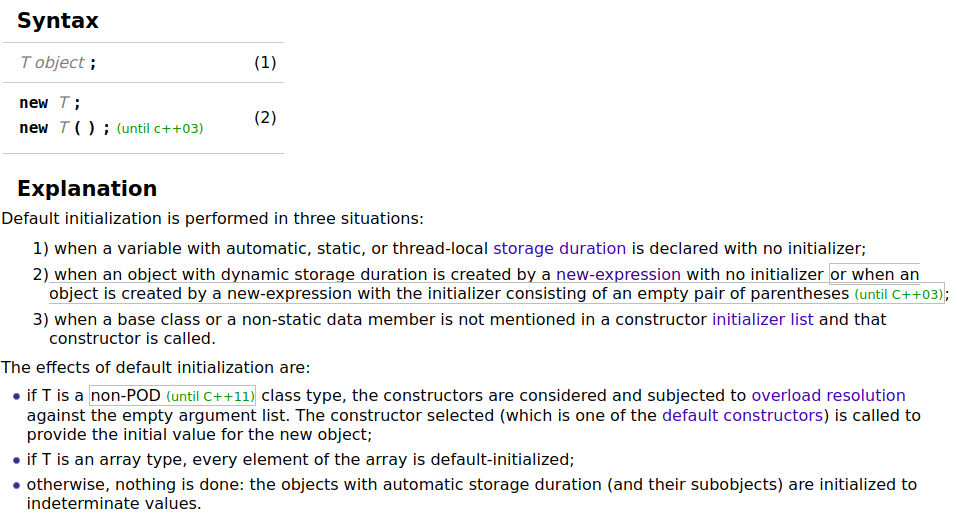 Syntax
T object ; (1)
new T ;
new T ( ) ; (until c++03) (2)
Explanation
Default initialization is performed in three situations:
1) when a variable with automatic, static, or thread-local storage duration is declared with no initializer;
2) when an object with dynamic storage duration is created by a new-expression with no initializer or when an
object is created by a new-expression with the initializer consisting of an empty pair of parentheses (until C++03);
3) when a base class or a non-static data member is not mentioned in a constructor initializer list and that
constructor is called.
The effects of default initialization are:
• if T is a non-POD (until C++11) class type, the constructors are considered and subjected to overload resolution
against the empty argument list. The constructor selected (which is one of the default constructors) is called to
provide the initial value for the new object;
• if T is an array type, every element of the array is default-initialized;
• otherwise, nothing is done: the objects with automatic storage duration (and their subobjects) are initialized to
indeterminate values.